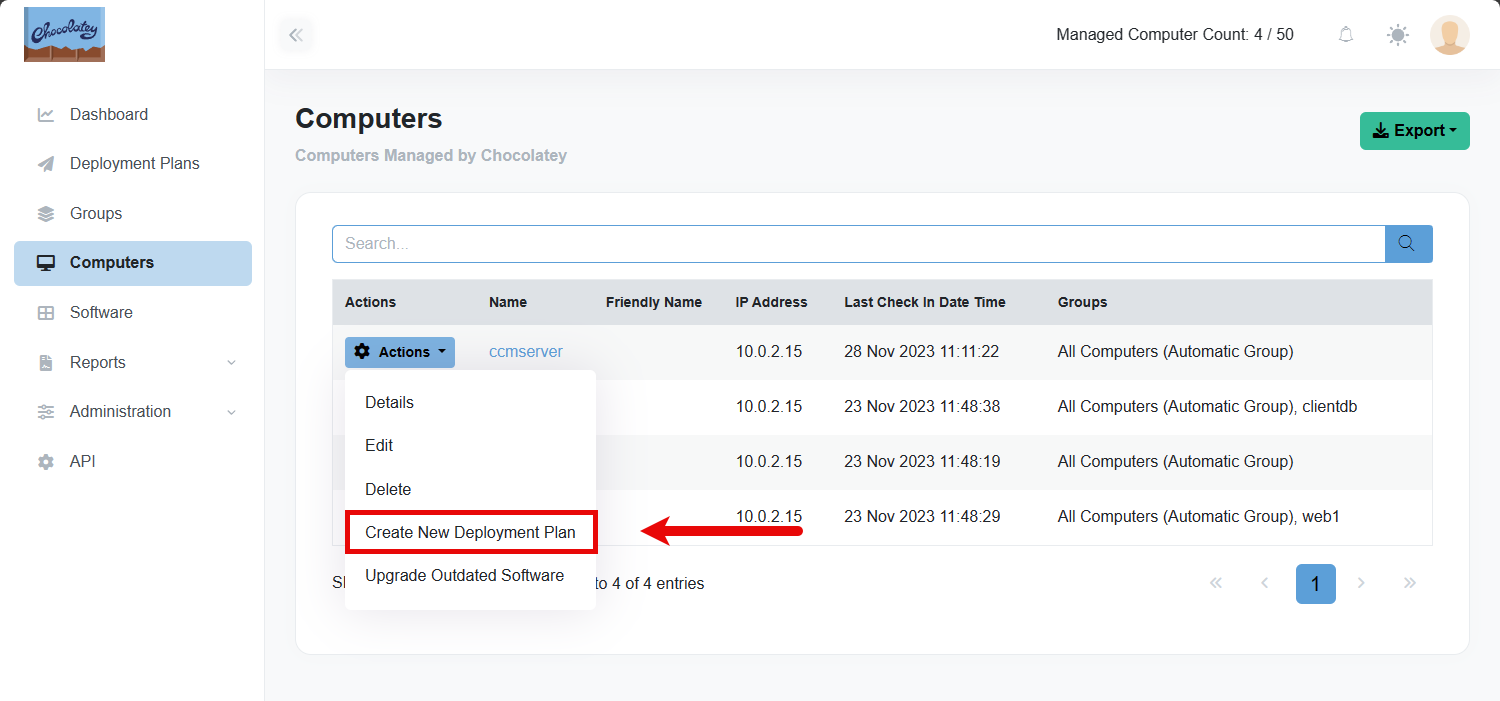 Chocolatey
Managed Computer Count: 4 / 50
Dashboard
Deployment Plans
Groups
Computers
Software
Reports
Administration
API
Computers
Computers Managed by Chocolatey
Export
Search...
Actions Name Friendly Name IP Address Last Check In Date Time Groups
Actions ccmserver 10.0.2.15 28 Nov 2023 11:11:22 All Computers (Automatic Group)
10.0.2.15 23 Nov 2023 11:48:38 All Computers (Automatic Group), clientdb
10.0.2.15 23 Nov 2023 11:48:19 All Computers (Automatic Group)
10.0.2.15 23 Nov 2023 11:48:29 All Computers (Automatic Group), web1
Details
Edit
Delete
Create New Deployment Plan
Upgrade Outdated Software
to 4 of 4 entries
1